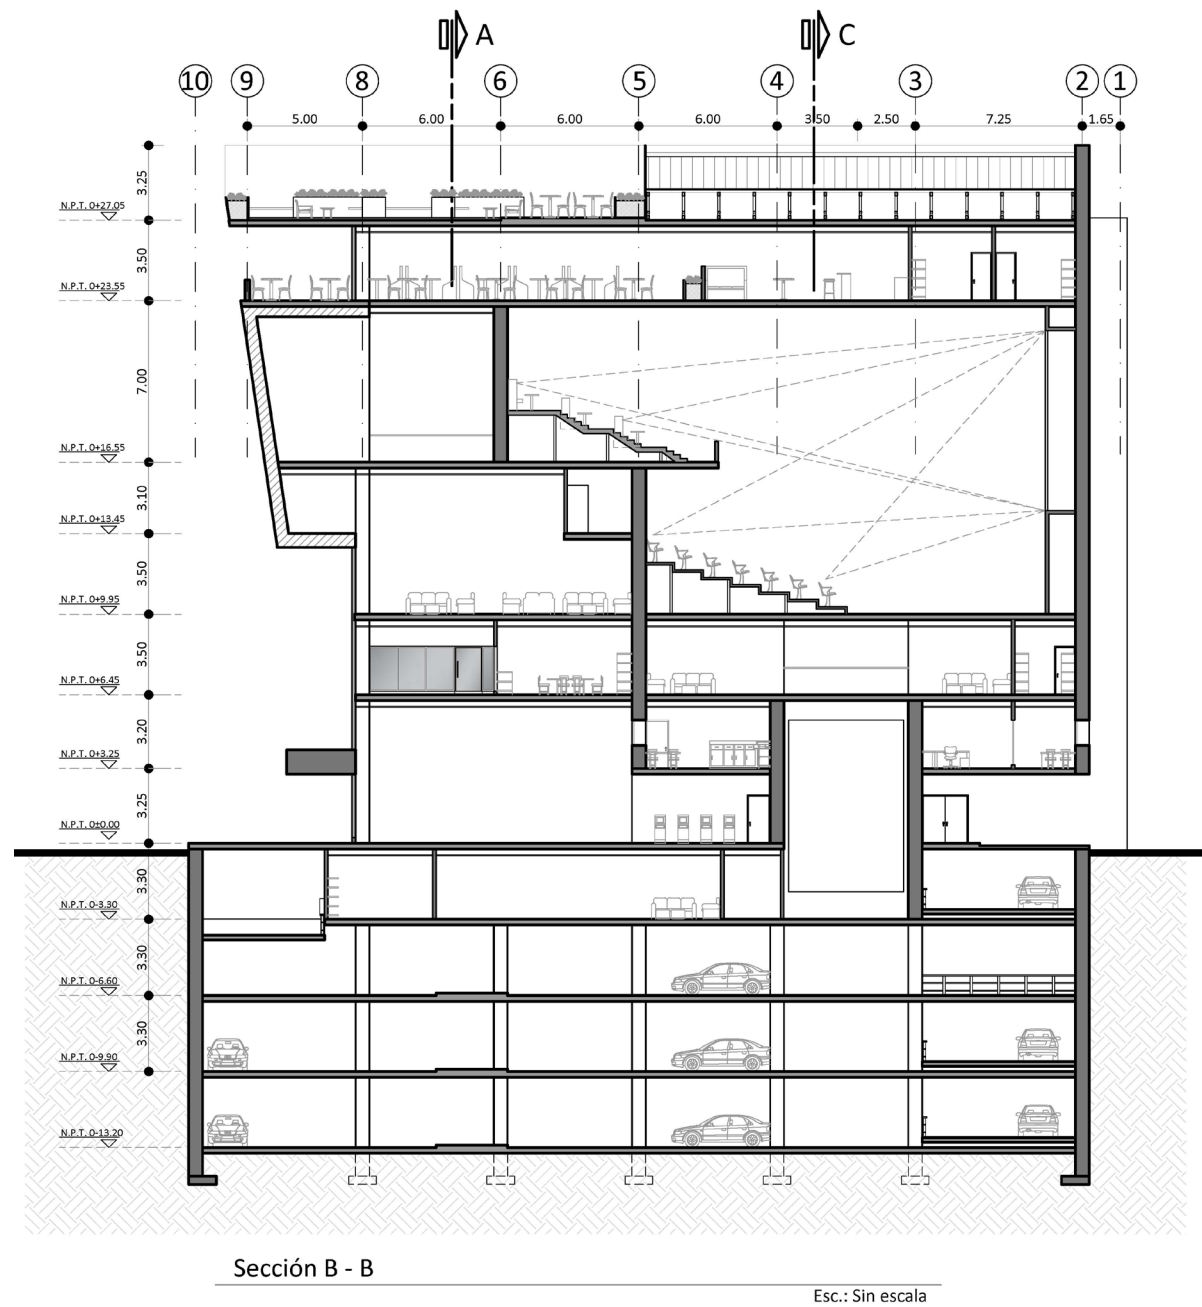 A C
10 9 8 6 5 4 3 2 1
5.00 6.00 6.00 6.00 3.50 2.50 7.25 1.65
3.25
N.P.T. 0+27.05
3.50
N.P.T. 0+23.55
7.00
N.P.T. 0+16.55
3.10
N.P.T. 0+13.45
3.50
N.P.T. 0+9.95
3.50
N.P.T. 0+6.45
3.20
N.P.T. 0+3.25
3.25
N.P.T. 0±0.00
3.30
N.P.T. 0-3.30
3.30
N.P.T. 0-6.60
3.30
N.P.T. 0-9.90
N.P.T. 0-13.20
Sección B - B
Esc.: Sin escala